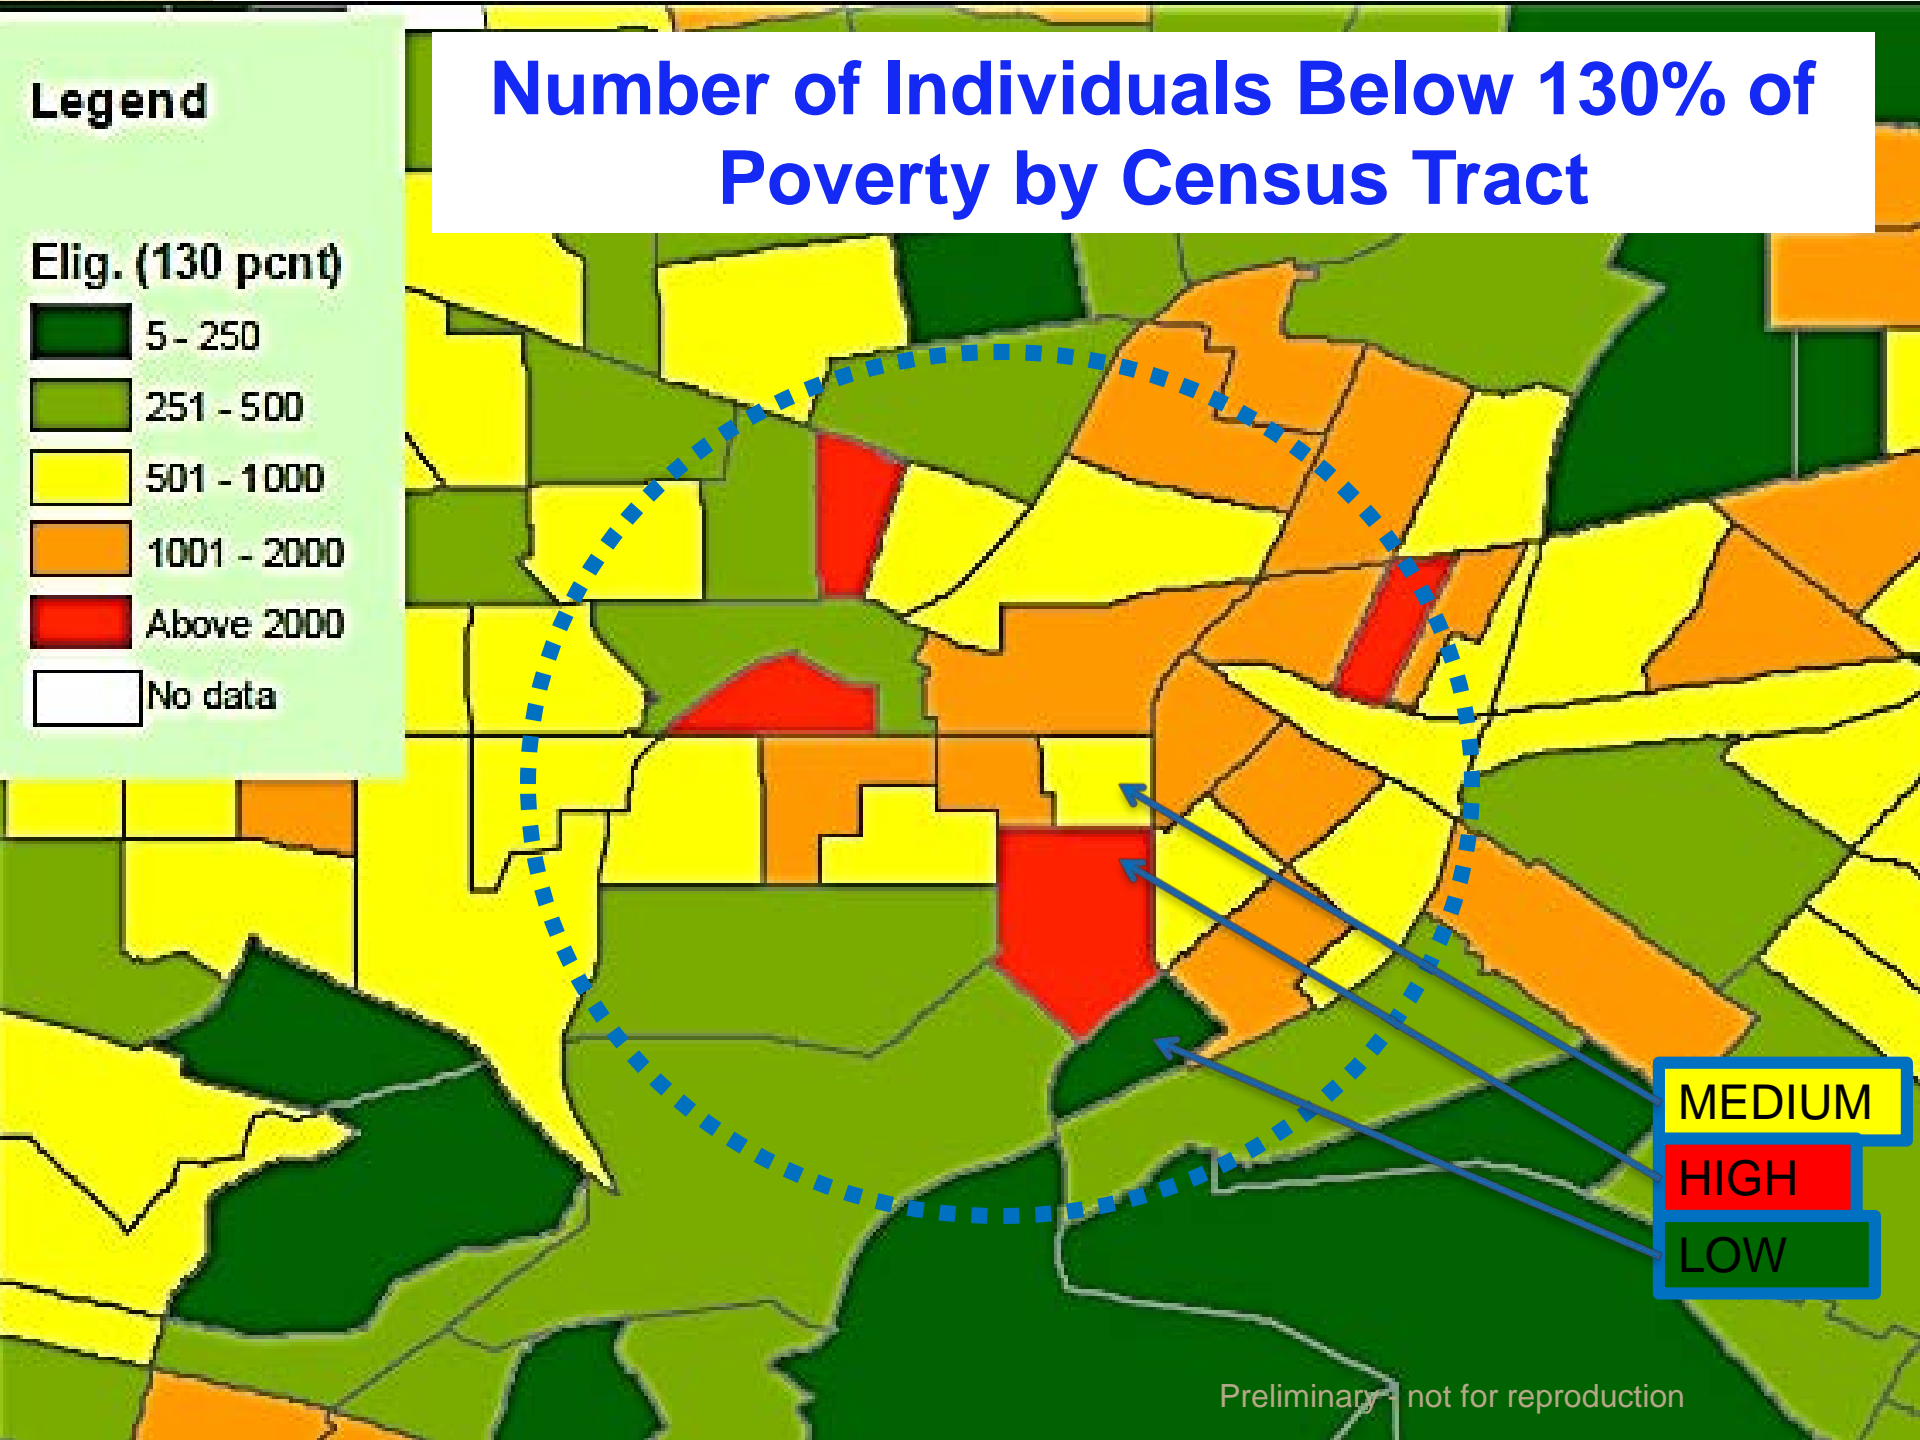 Number of Individuals Below 130% of
Poverty by Census Tract
Legend
Elig. (130 pcnt)
5 - 250
251 - 500
501 - 1000
1001 - 2000
Above 2000
No data
MEDIUM
HIGH
LOW
Preliminary - not for reproduction